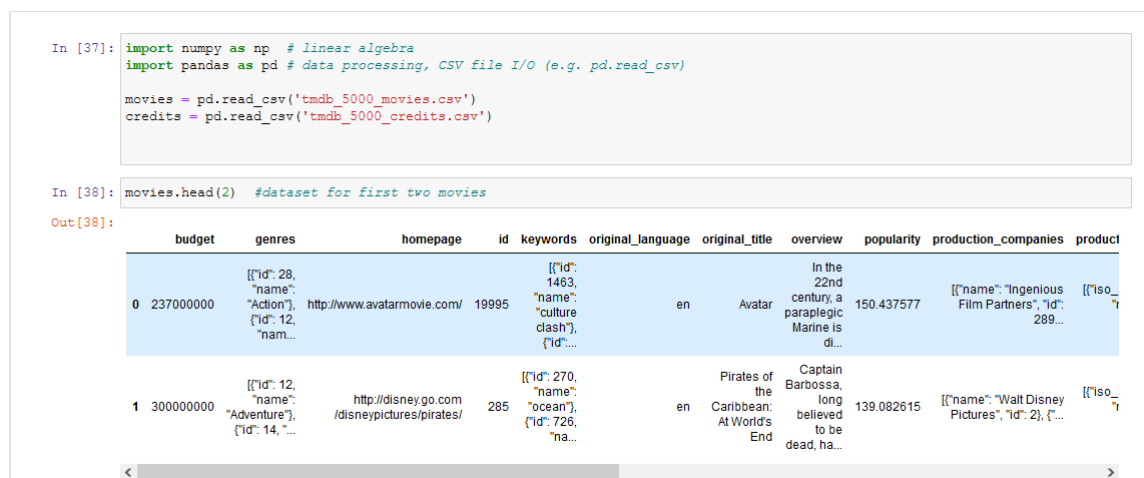 In [37]: import numpy as np  # linear algebra
import pandas as pd # data processing, CSV file I/O (e.g. pd.read_csv)
movies = pd.read_csv('tmdb_5000_movies.csv')
credits = pd.read_csv('tmdb_5000_credits.csv')
In [38]: movies.head(2)  #dataset for first two movies
Out[38]:
budget genres homepage id keywords original_language original_title overview popularity production_companies product
[{"id": 28,
"name":
"Action"},
{"id": 12,
"nam...
[{"id":
1463,
"name":
"culture
clash"},
{"id":...
In the
22nd
century, a
paraplegic
Marine is
di...
[{"name": "Ingenious
Film Partners", "id":
289...
[{"iso_
"r
0 237000000 http://www.avatarmovie.com/ 19995 en Avatar 150.437577
[{"id": 12,
"name":
"Adventure"},
{"id": 14, "...
http://disney.go.com
/disneypictures/pirates/
[{"id": 270,
"name":
"ocean"},
{"id": 726,
"na...
Pirates of
the
Caribbean:
At World's
End
Captain
Barbossa,
long
believed
to be
dead, ha...
[{"name": "Walt Disney
Pictures", "id": 2}, {"...
[{"iso_
"r
1 300000000 285 en 139.082615